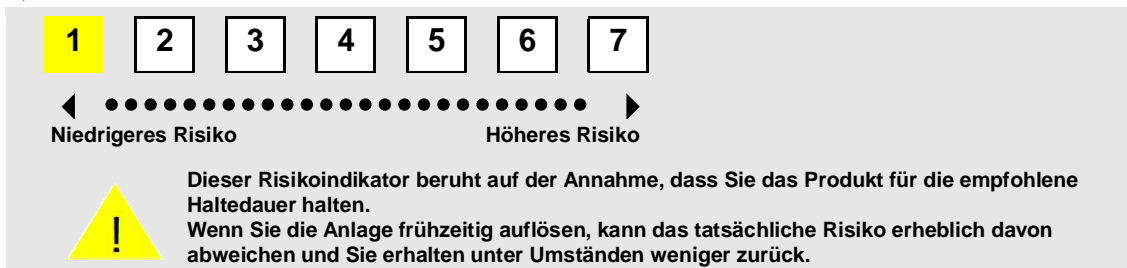 1 2 3 4 5 6 7
Niedrigeres Risiko Höheres Risiko
Dieser Risikoindikator beruht auf der Annahme, dass Sie das Produkt für die empfohlene
Haltedauer halten.
Wenn Sie die Anlage frühzeitig auflösen, kann das tatsächliche Risiko erheblich davon
abweichen und Sie erhalten unter Umständen weniger zurück.
!